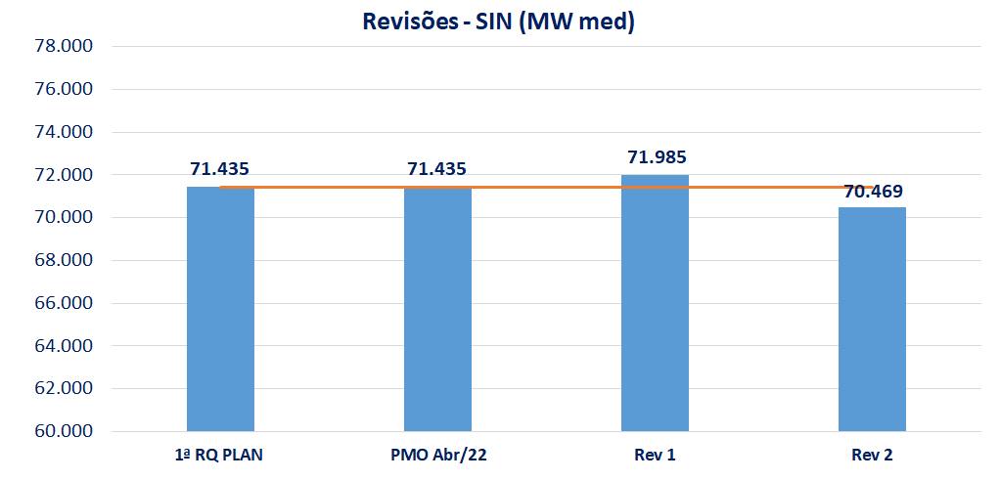 Revisões - SIN (MW med)
78.000
76.000
74.000
72.000
70.000
68.000
66.000
64.000
62.000
60.000
71.435
71.435
71.985
70.469
1ª RQ PLAN
PMO Abr/22
Rev 1
Rev 2